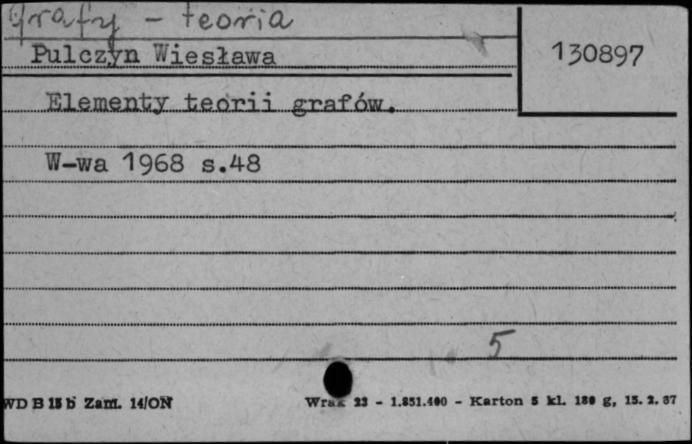 grafy - teoria
Pulczyn Wiesława
130897
Elementy teorii grafów.
W-wa 1968 s.48
5
WD B 15 b Zam. 14/ON
23 - 1.851.400 - Karton 5 kl. 180 g, 15. 2. 67